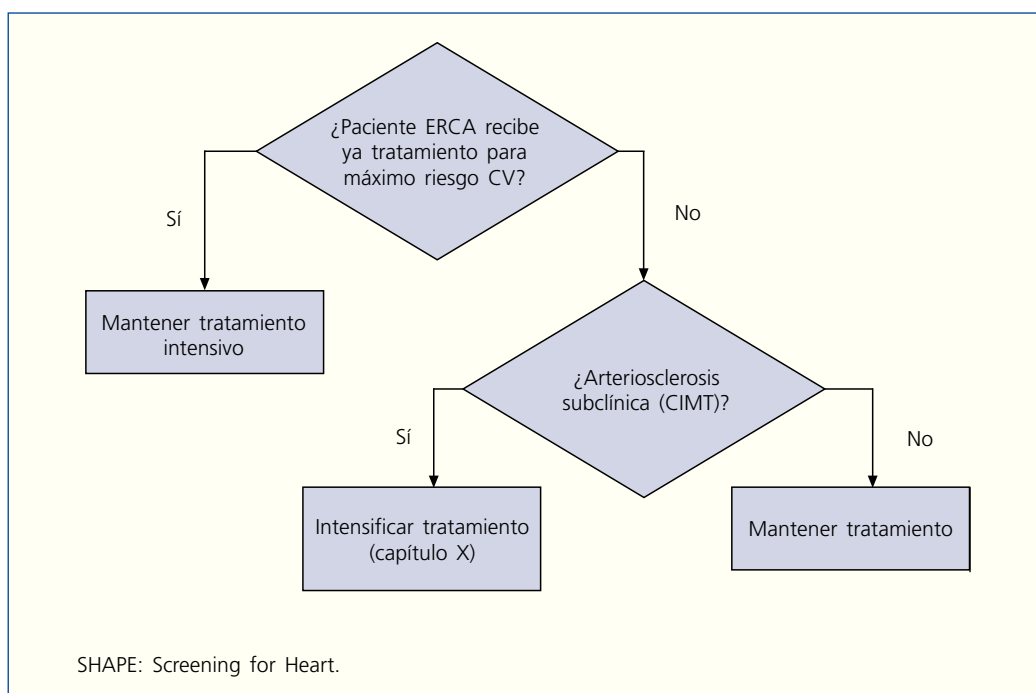 ¿Paciente ERCA recibe
ya tratamiento para
máximo riesgo CV?
Sí
No
Mantener tratamiento
intensivo
¿Arteriosclerosis
subclínica (CIMT)?
Sí
No
Intensificar tratamiento
(capítulo X)
Mantener tratamiento
SHAPE: Screening for Heart.